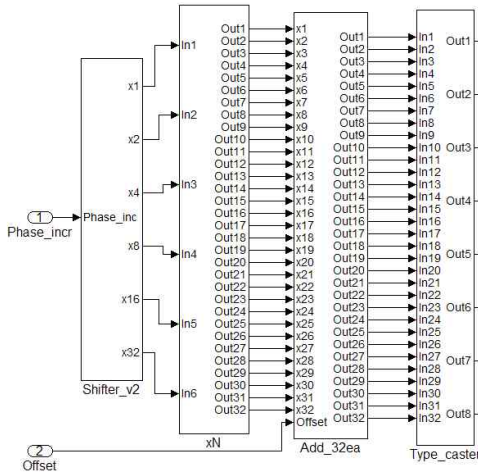 1
Phase_incr
2
Offset
Phase_inc
x1
x2
x4
x8
x16
x32
Shifter_v2
In1
In2
In3
In4
In5
In6
Out1
Out2
Out3
Out4
Out5
Out6
Out7
Out8
Out9
Out10
Out11
Out12
Out13
Out14
Out15
Out16
Out17
Out18
Out19
Out20
Out21
Out22
Out23
Out24
Out25
Out26
Out27
Out28
Out29
Out30
Out31
Out32
xN
x1
x2
x3
x4
x5
x6
x7
x8
x9
x10
x11
x12
x13
x14
x15
x16
x17
x18
x19
x20
x21
x22
x23
x24
x25
x26
x27
x28
x29
x30
x31
x32
Offset
Out1
Out2
Out3
Out4
Out5
Out6
Out7
Out8
Out9
Out10
Out11
Out12
Out13
Out14
Out15
Out16
Out17
Out18
Out19
Out20
Out21
Out22
Out23
Out24
Out25
Out26
Out27
Out28
Out29
Out30
Out31
Out32
Add_32ea
In1
In2
In3
In4
In5
In6
In7
In8
In9
In10
In11
In12
In13
In14
In15
In16
In17
In18
In19
In20
In21
In22
In23
In24
In25
In26
In27
In28
In29
In30
In31
In32
Out1
Out2
Out3
Out4
Out5
Out6
Out7
Out8
Type_caster